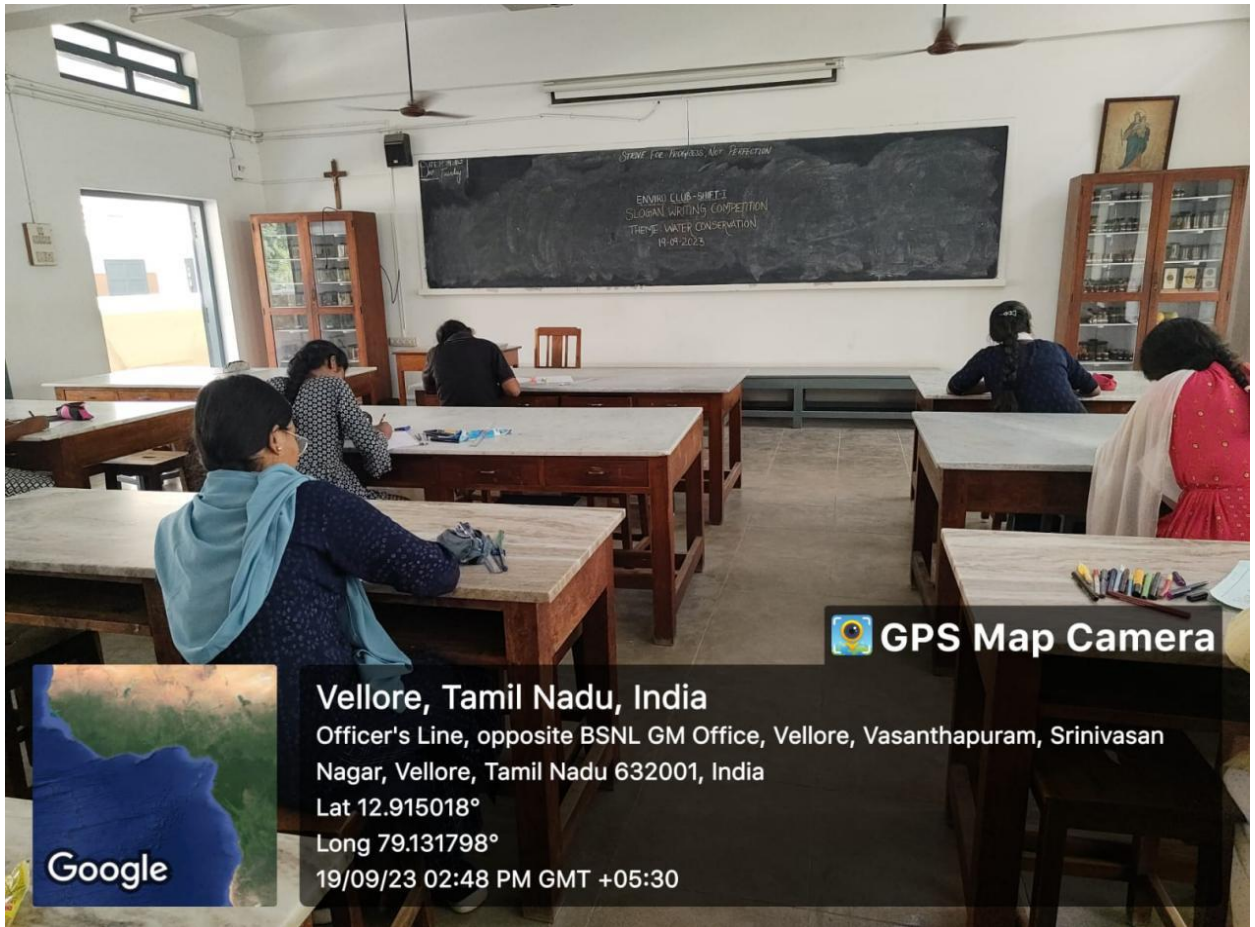 STRIVE FOR PROGRESS, NOT PERFECTION
ENVIRO CLUB-SHIFT-I
SLOGAN WRITING COMPETITION
THEME: WATER CONSERVATION
19-09-2023
GPS Map Camera
Vellore, Tamil Nadu, India
Officer's Line, opposite BSNL GM Office, Vellore, Vasanthapuram, Srinivasan
Nagar, Vellore, Tamil Nadu 632001, India
Lat 12.915018°
Long 79.131798°
19/09/23 02:48 PM GMT +05:30
Google